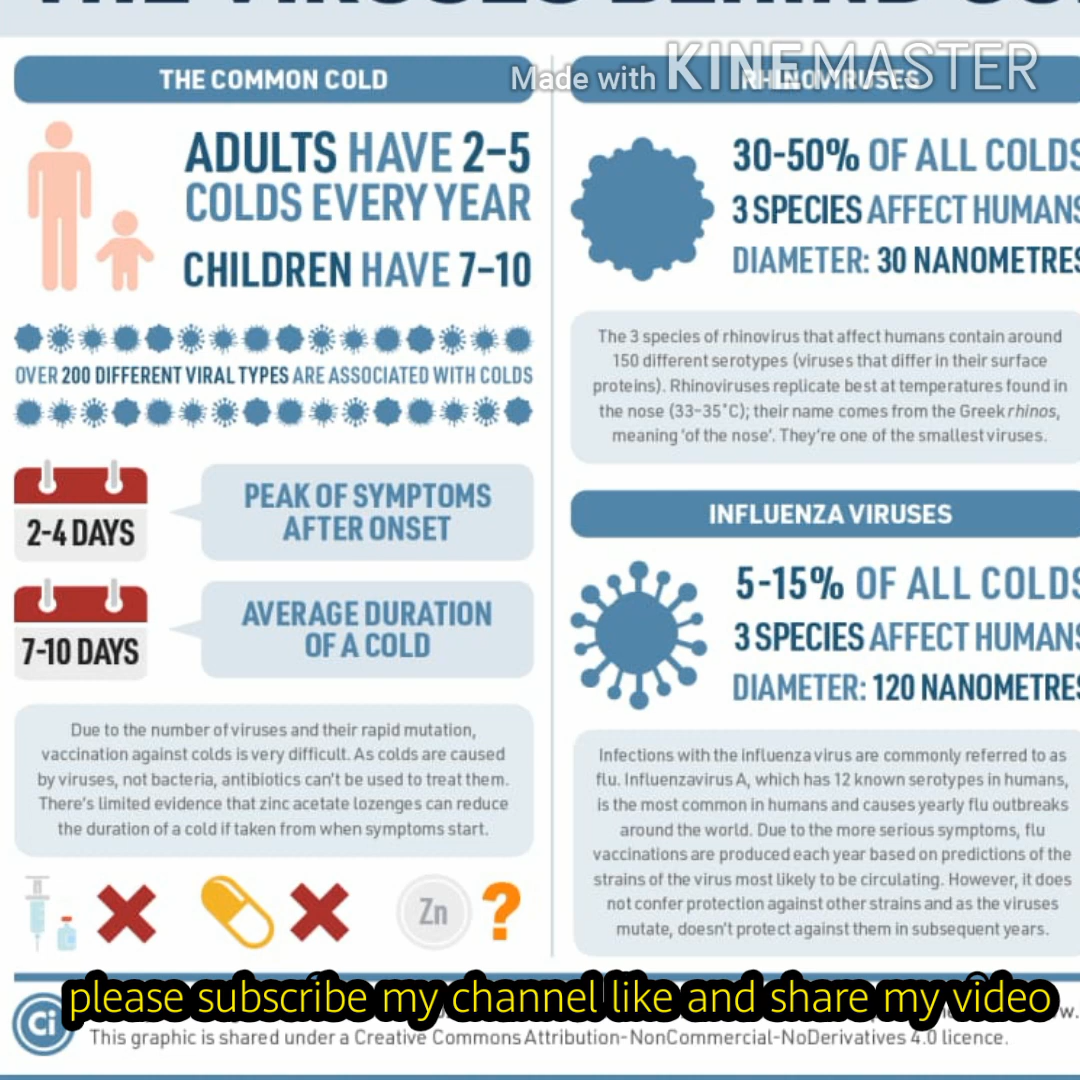 THE COMMON COLD
ADULTS HAVE 2–5
COLDS EVERY YEAR
CHILDREN HAVE 7–10
OVER 200 DIFFERENT VIRAL TYPES ARE ASSOCIATED WITH COLDS
2-4 DAYS
PEAK OF SYMPTOMS
AFTER ONSET
7-10 DAYS
AVERAGE DURATION
OF A COLD
Due to the number of viruses and their rapid mutation,
vaccination against colds is very difficult. As colds are caused
by viruses, not bacteria, antibiotics can't be used to treat them.
There's limited evidence that zinc acetate lozenges can reduce
the duration of a cold if taken from when symptoms start.
Zn ?
Made with KINEMASTER
RHINOVIRUSES
30-50% OF ALL COLDS
3 SPECIES AFFECT HUMANS
DIAMETER: 30 NANOMETRES
The 3 species of rhinovirus that affect humans contain around
150 different serotypes (viruses that differ in their surface
proteins). Rhinoviruses replicate best at temperatures found in
the nose (33–35˚C); their name comes from the Greek rhinos,
meaning 'of the nose'. They're one of the smallest viruses.
INFLUENZA VIRUSES
5-15% OF ALL COLDS
3 SPECIES AFFECT HUMANS
DIAMETER: 120 NANOMETRES
Infections with the influenza virus are commonly referred to as
flu. Influenzavirus A, which has 12 known serotypes in humans,
is the most common in humans and causes yearly flu outbreaks
around the world. Due to the more serious symptoms, flu
vaccinations are produced each year based on predictions of the
strains of the virus most likely to be circulating. However, it does
not confer protection against other strains and as the viruses
mutate, doesn't protect against them in subsequent years.
please subscribe my channel like and share my video
Ci
This graphic is shared under a Creative Commons Attribution-NonCommercial-NoDerivatives 4.0 licence.